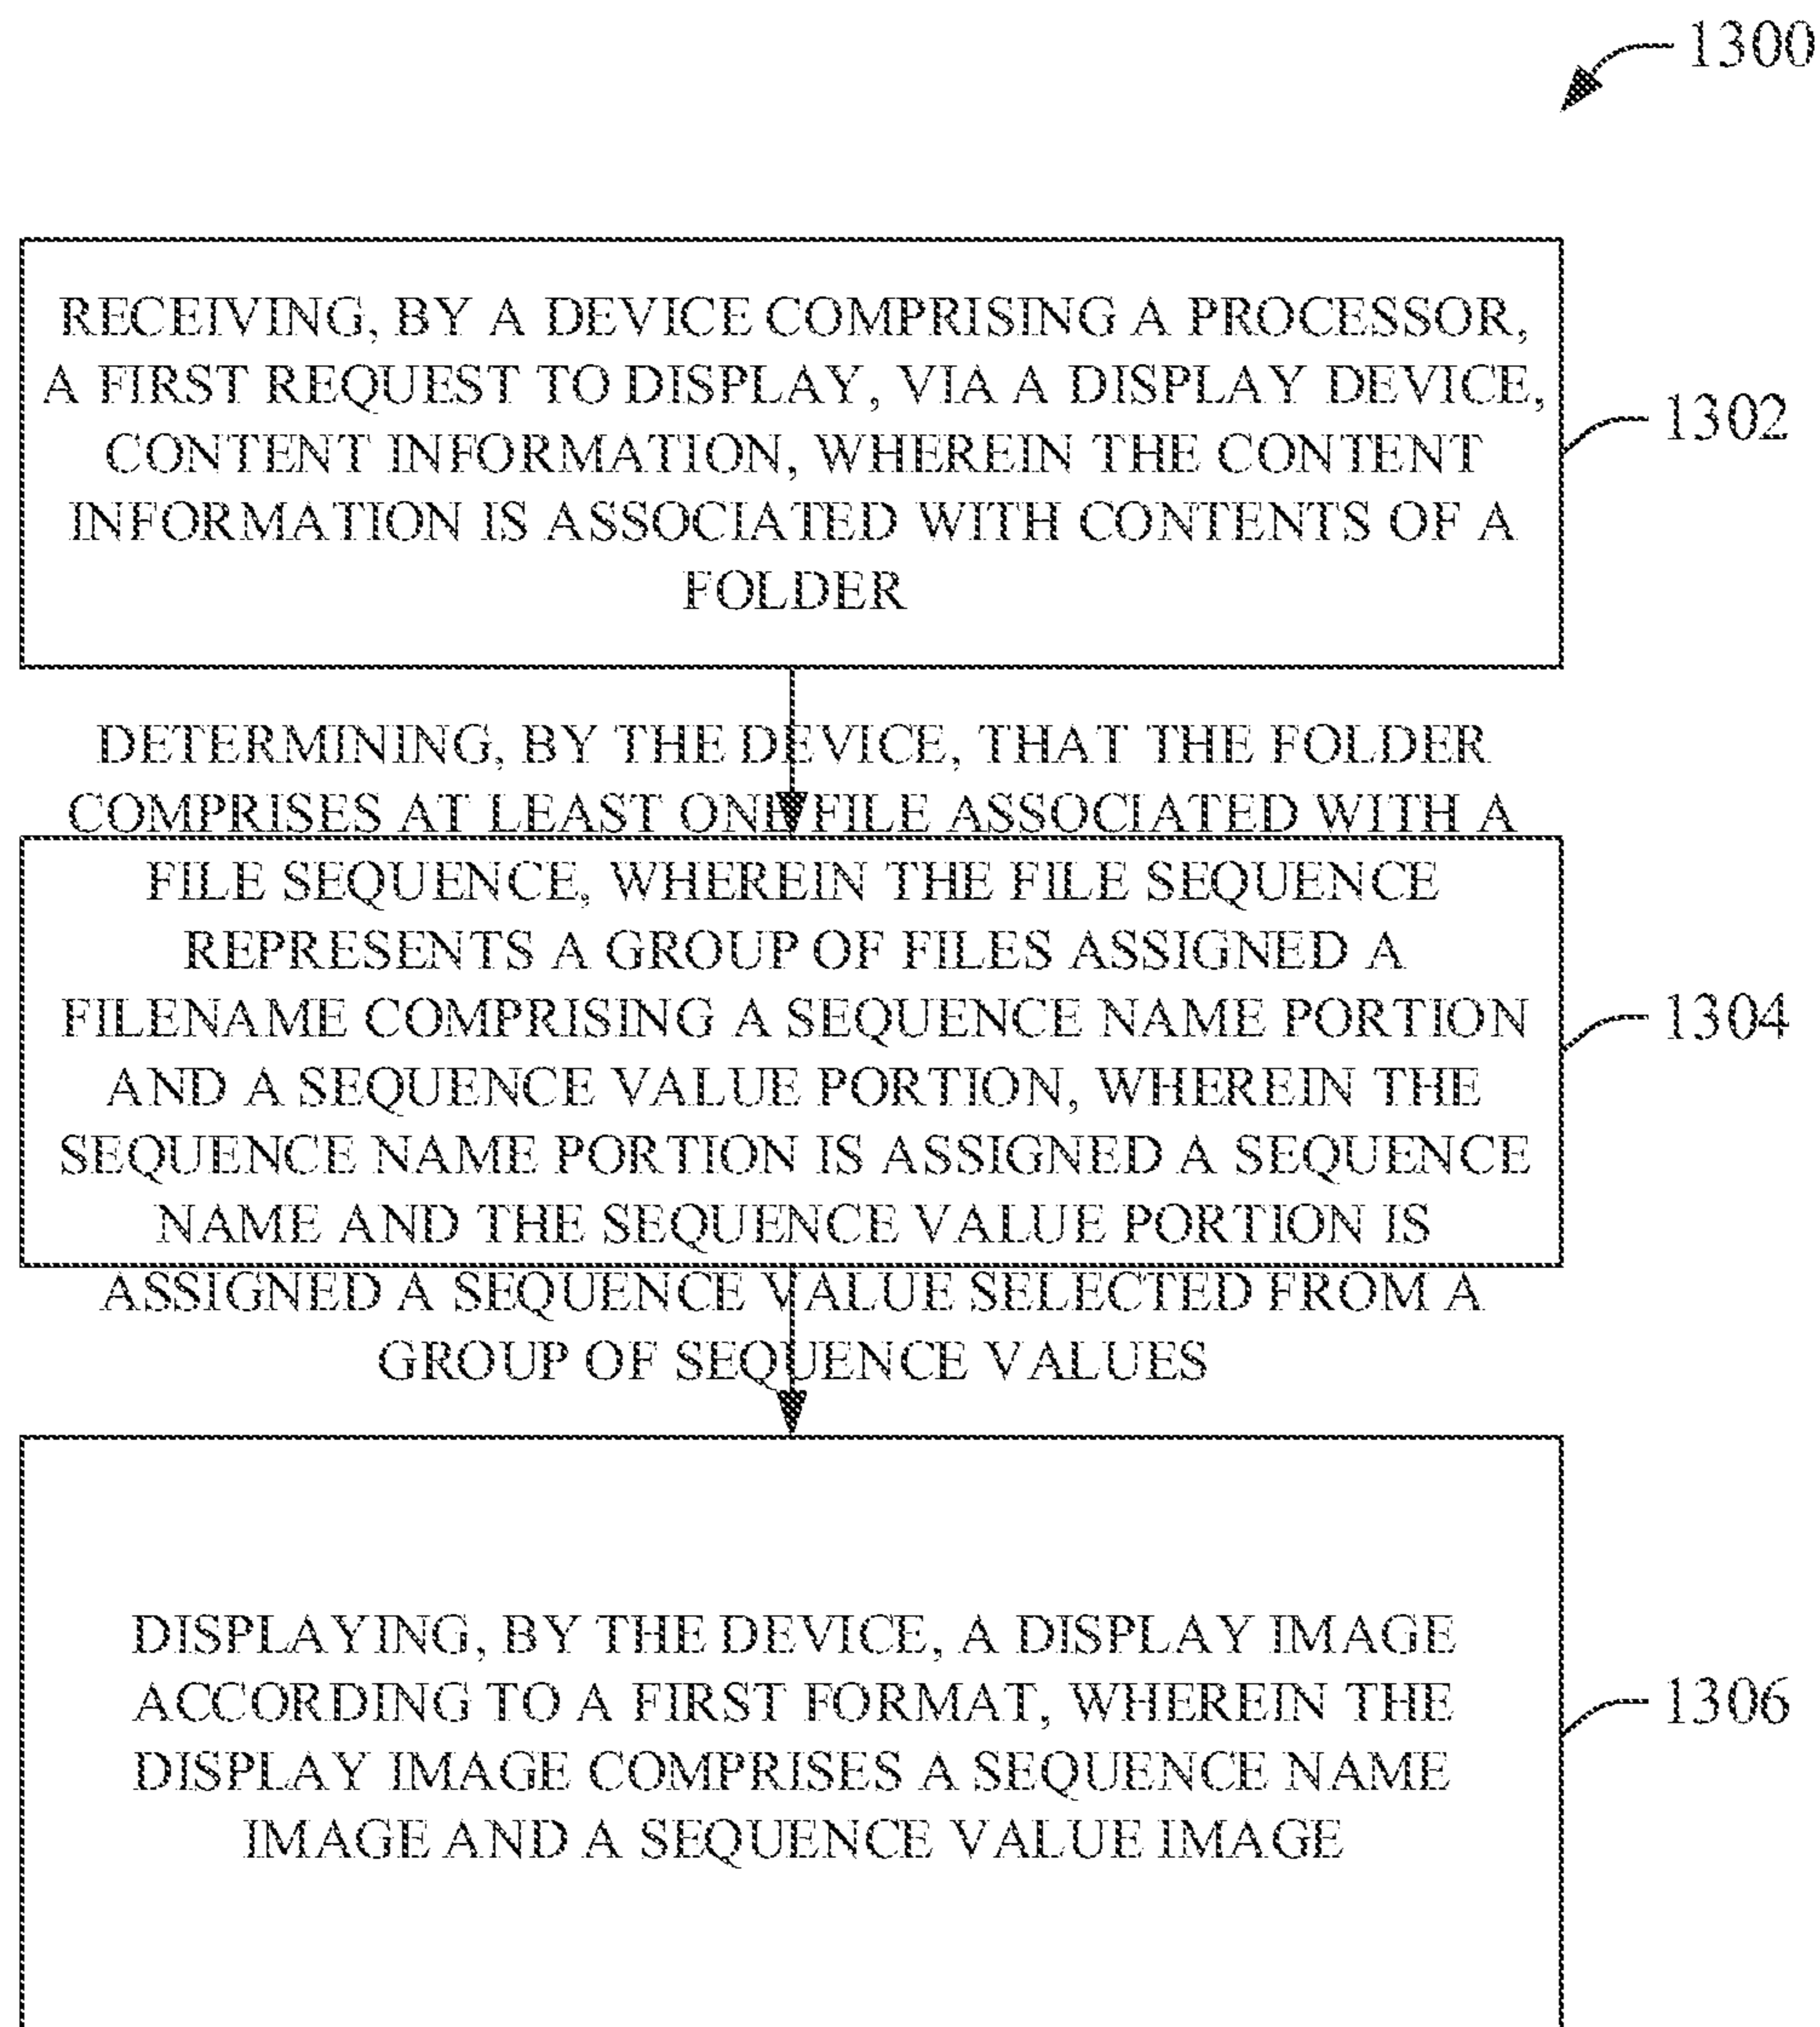 1300
RECEIVING, BY A DEVICE COMPRISING A PROCESSOR,
A FIRST REQUEST TO DISPLAY, VIA A DISPLAY DEVICE,
CONTENT INFORMATION, WHEREIN THE CONTENT
INFORMATION IS ASSOCIATED WITH CONTENTS OF A
FOLDER
1302
DETERMINING, BY THE DEVICE, THAT THE FOLDER
COMPRISES AT LEAST ONE FILE ASSOCIATED WITH A
FILE SEQUENCE, WHEREIN THE FILE SEQUENCE
REPRESENTS A GROUP OF FILES ASSIGNED A
FILENAME COMPRISING A SEQUENCE NAME PORTION
AND A SEQUENCE VALUE PORTION, WHEREIN THE
SEQUENCE NAME PORTION IS ASSIGNED A SEQUENCE
NAME AND THE SEQUENCE VALUE PORTION IS
ASSIGNED A SEQUENCE VALUE SELECTED FROM A
GROUP OF SEQUENCE VALUES
1304
DISPLAYING, BY THE DEVICE, A DISPLAY IMAGE
ACCORDING TO A FIRST FORMAT, WHEREIN THE
DISPLAY IMAGE COMPRISES A SEQUENCE NAME
IMAGE AND A SEQUENCE VALUE IMAGE
1306